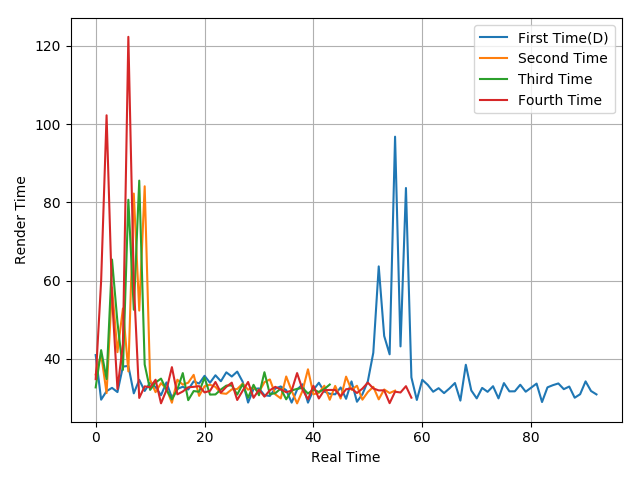 First Time(D)
Second Time
Third Time
Fourth Time
120
100
80
60
40
Render Time
0 20 40 60 80
Real Time